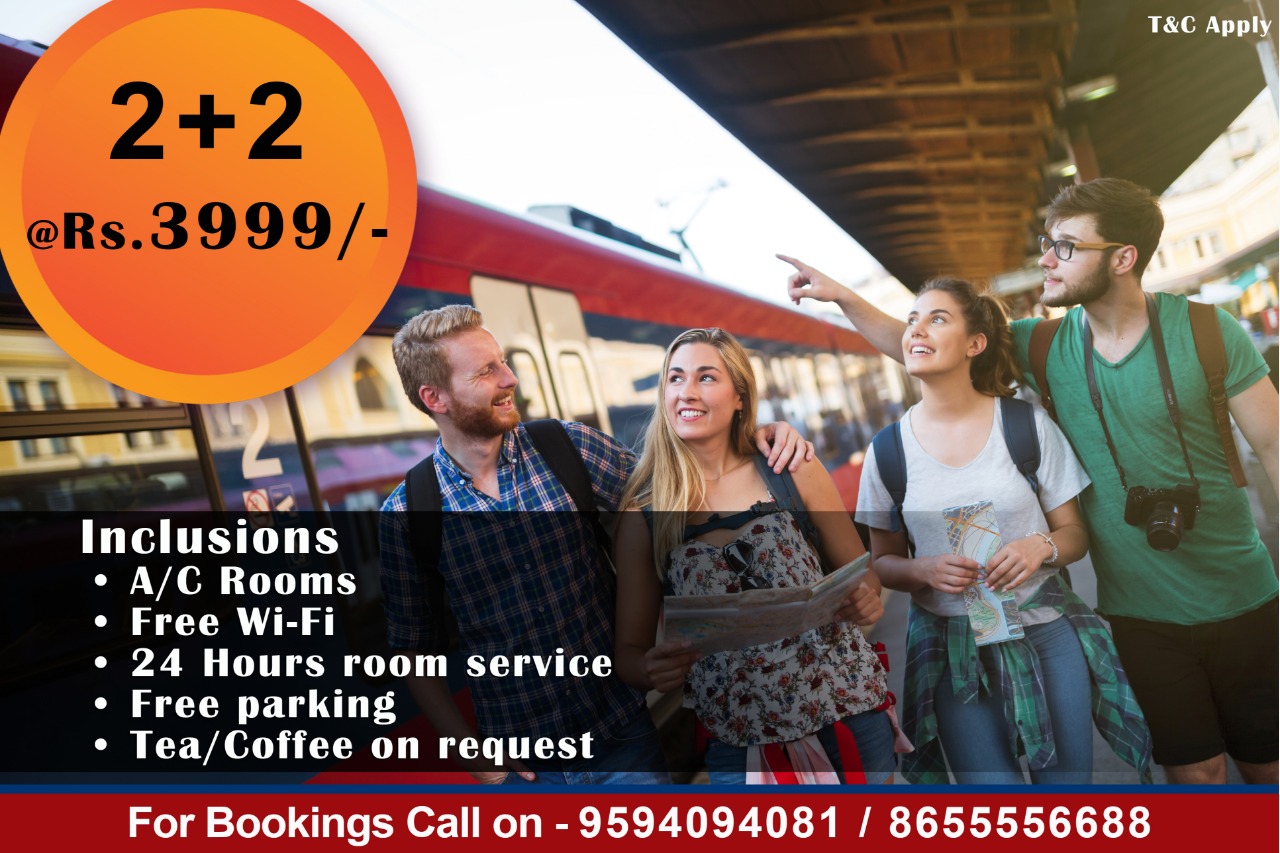 T&C Apply
2+2
@Rs.3999/-
2
Inclusions
• A/C Rooms
• Free Wi-Fi
• 24 Hours room service
• Free parking
• Tea/Coffee on request
For Bookings Call on - 9594094081 / 8655556688